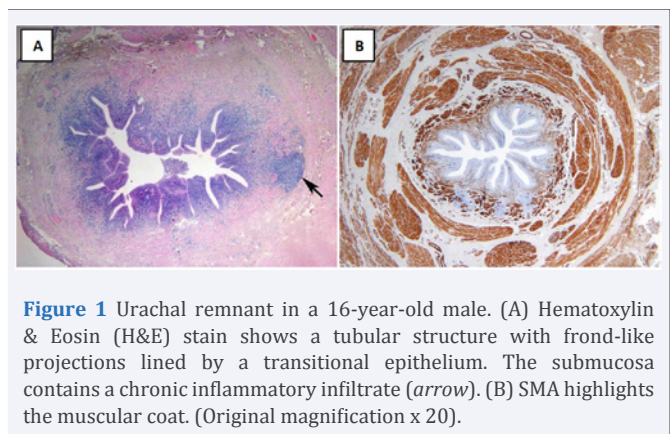 A
B
Figure 1 Urachal remnant in a 16-year-old male. (A) Hematoxylin
& Eosin (H&E) stain shows a tubular structure with frond-like
projections lined by a transitional epithelium. The submucosa
contains a chronic inflammatory infiltrate (arrow). (B) SMA highlights
the muscular coat. (Original magnification x 20).